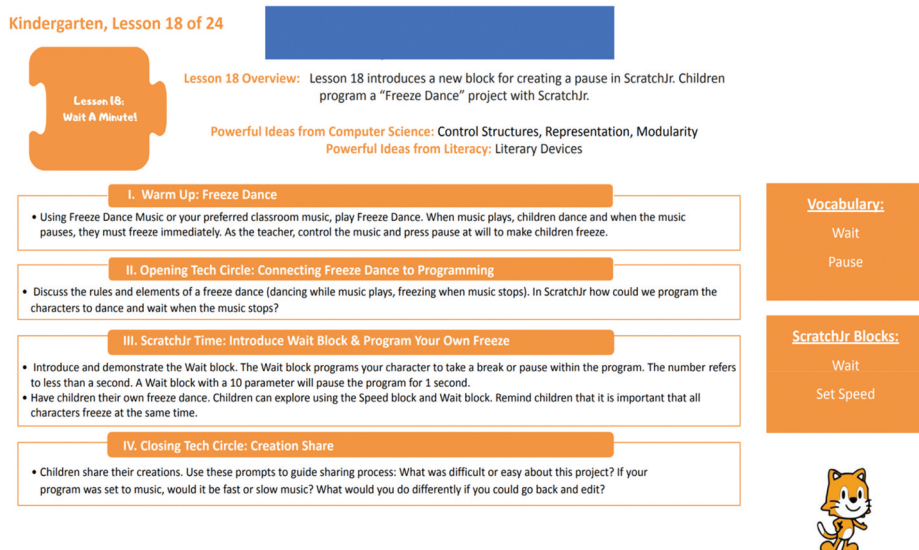 Kindergarten, Lesson 18 of 24
Lesson 18:
Wait A Minute!
Lesson 18 Overview: Lesson 18 introduces a new block for creating a pause in ScratchJr. Children
program a “Freeze Dance” project with ScratchJr.
Powerful Ideas from Computer Science: Control Structures, Representation, Modularity
Powerful Ideas from Literacy: Literary Devices
I. Warm Up: Freeze Dance
• Using Freeze Dance Music or your preferred classroom music, play Freeze Dance. When music plays, children dance and when the music
pauses, they must freeze immediately. As the teacher, control the music and press pause at will to make children freeze.
II. Opening Tech Circle: Connecting Freeze Dance to Programming
• Discuss the rules and elements of a freeze dance (dancing while music plays, freezing when music stops). In ScratchJr how could we program the
characters to dance and wait when the music stops?
III. ScratchJr Time: Introduce Wait Block & Program Your Own Freeze
• Introduce and demonstrate the Wait block. The Wait block programs your character to take a break or pause within the program. The number refers
to less than a second. A Wait block with a 10 parameter will pause the program for 1 second.
• Have children their own freeze dance. Children can explore using the Speed block and Wait block. Remind children that it is important that all
characters freeze at the same time.
IV. Closing Tech Circle: Creation Share
• Children share their creations. Use these prompts to guide sharing process: What was difficult or easy about this project? If your
program was set to music, would it be fast or slow music? What would you do differently if you could go back and edit?
Vocabulary:
Wait
Pause
ScratchJr Blocks:
Wait
Set Speed